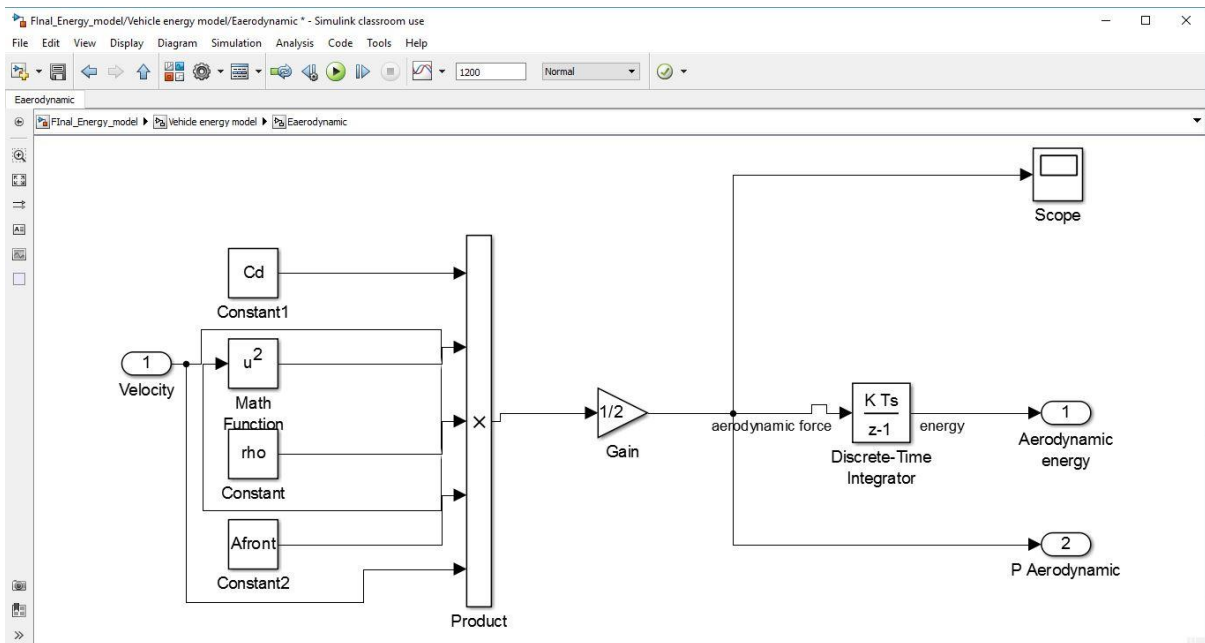 FInal_Energy_model/Vehicle energy model/Eaerodynamic * - Simulink classroom use
File Edit View Display Diagram Simulation Analysis Code Tools Help
1200 Normal
Eaerodynamic
FInal_Energy_model Vehicle energy model Eaerodynamic
Scope
Cd
Constant1
1
Velocity
u2
Math
Function
rho
Constant
Afront
Constant2
×
Product
1/2
Gain
aerodynamic force
K Ts
z-1
Discrete-Time
Integrator
energy
1
Aerodynamic
energy
2
P Aerodynamic